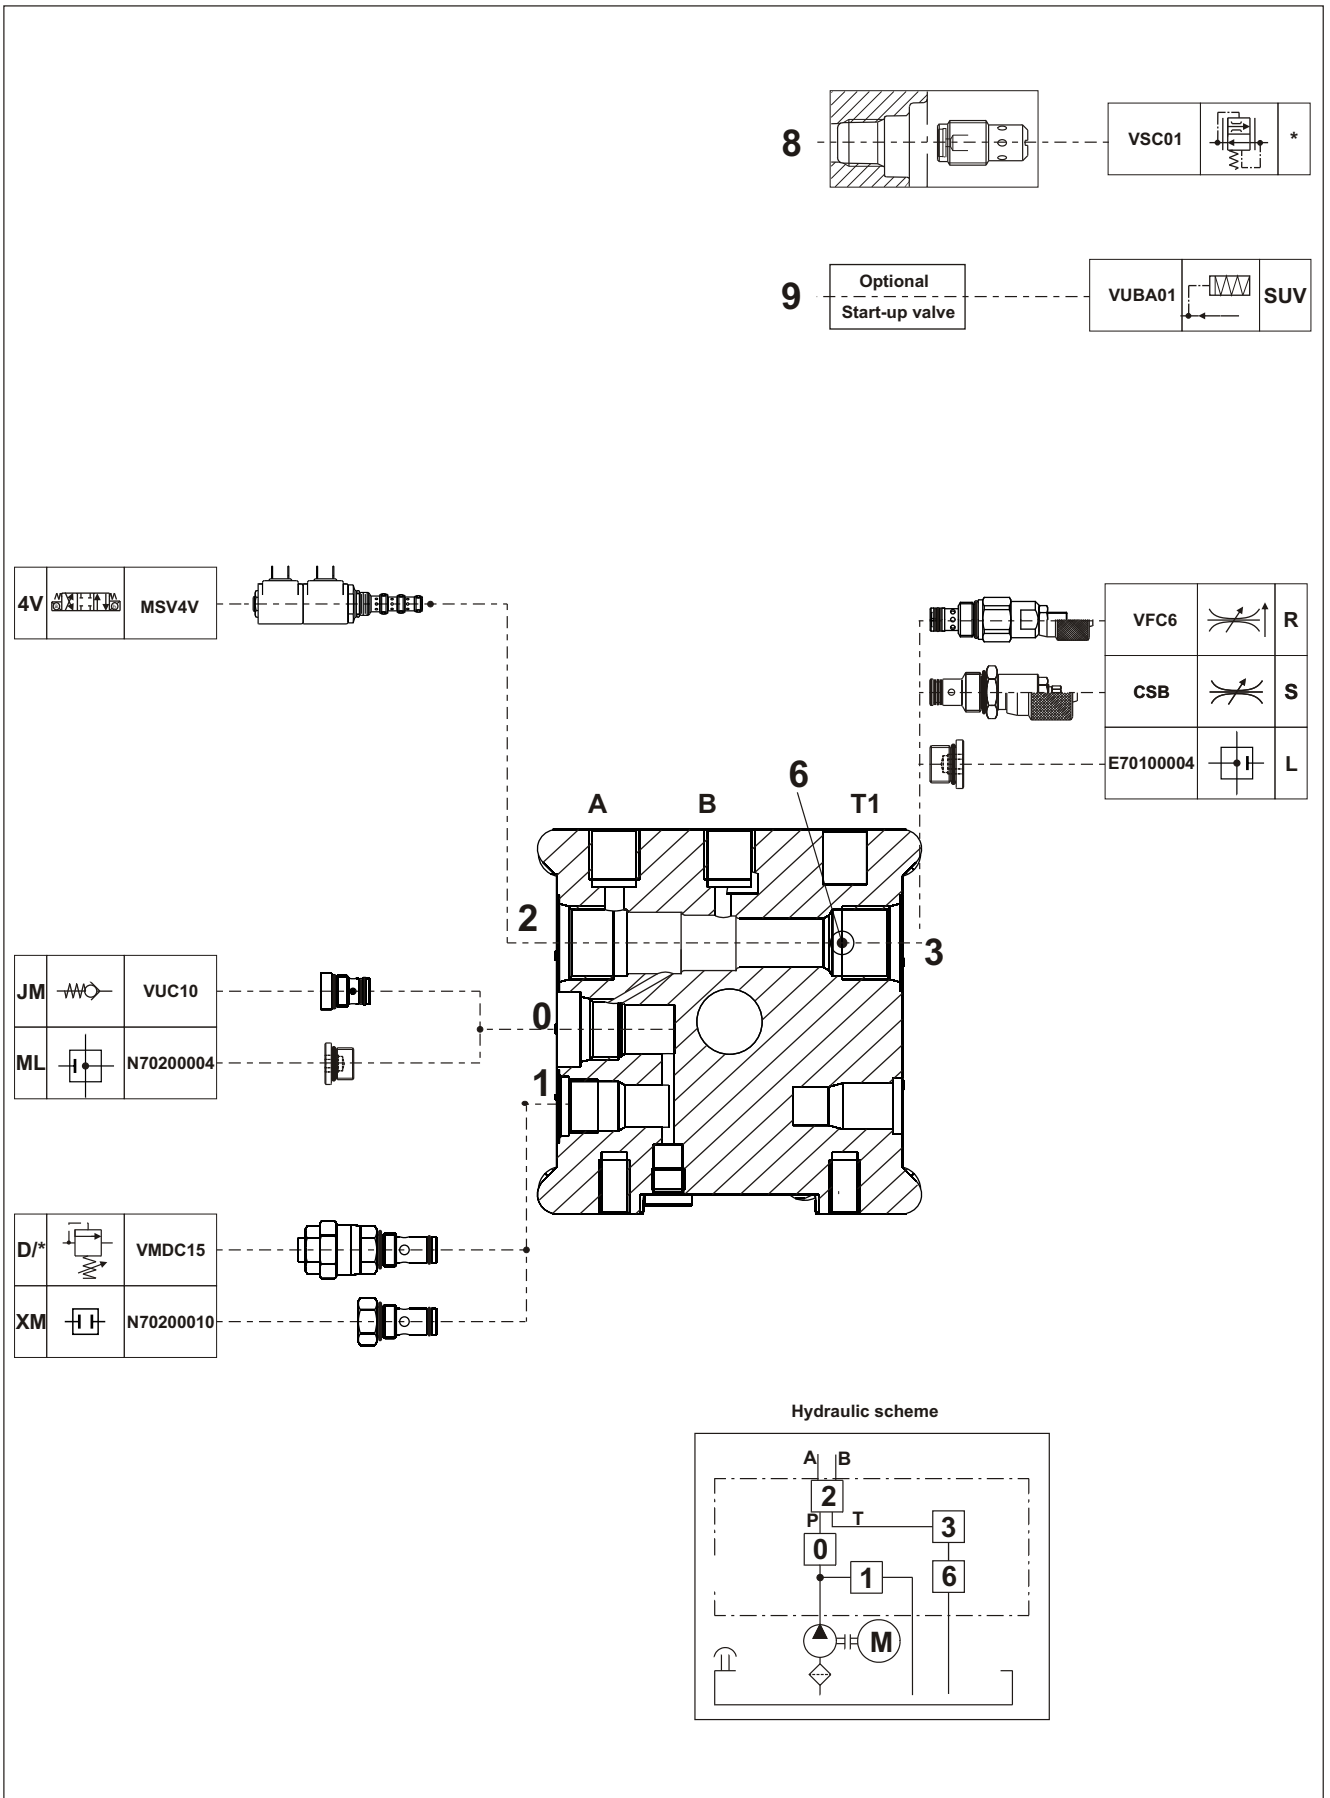 8
VSC01 *
9
Optional
Start-up valve
VUBA01 SUV
4V MSV4V
VFC6 R
CSB S
E70100004 L
6
A B T1
2
3
JM VUC10
0
ML N70200004
1
D/* VMDC15
XM N70200010
Hydraulic scheme
A B
2
P T
3
0
1
6
M